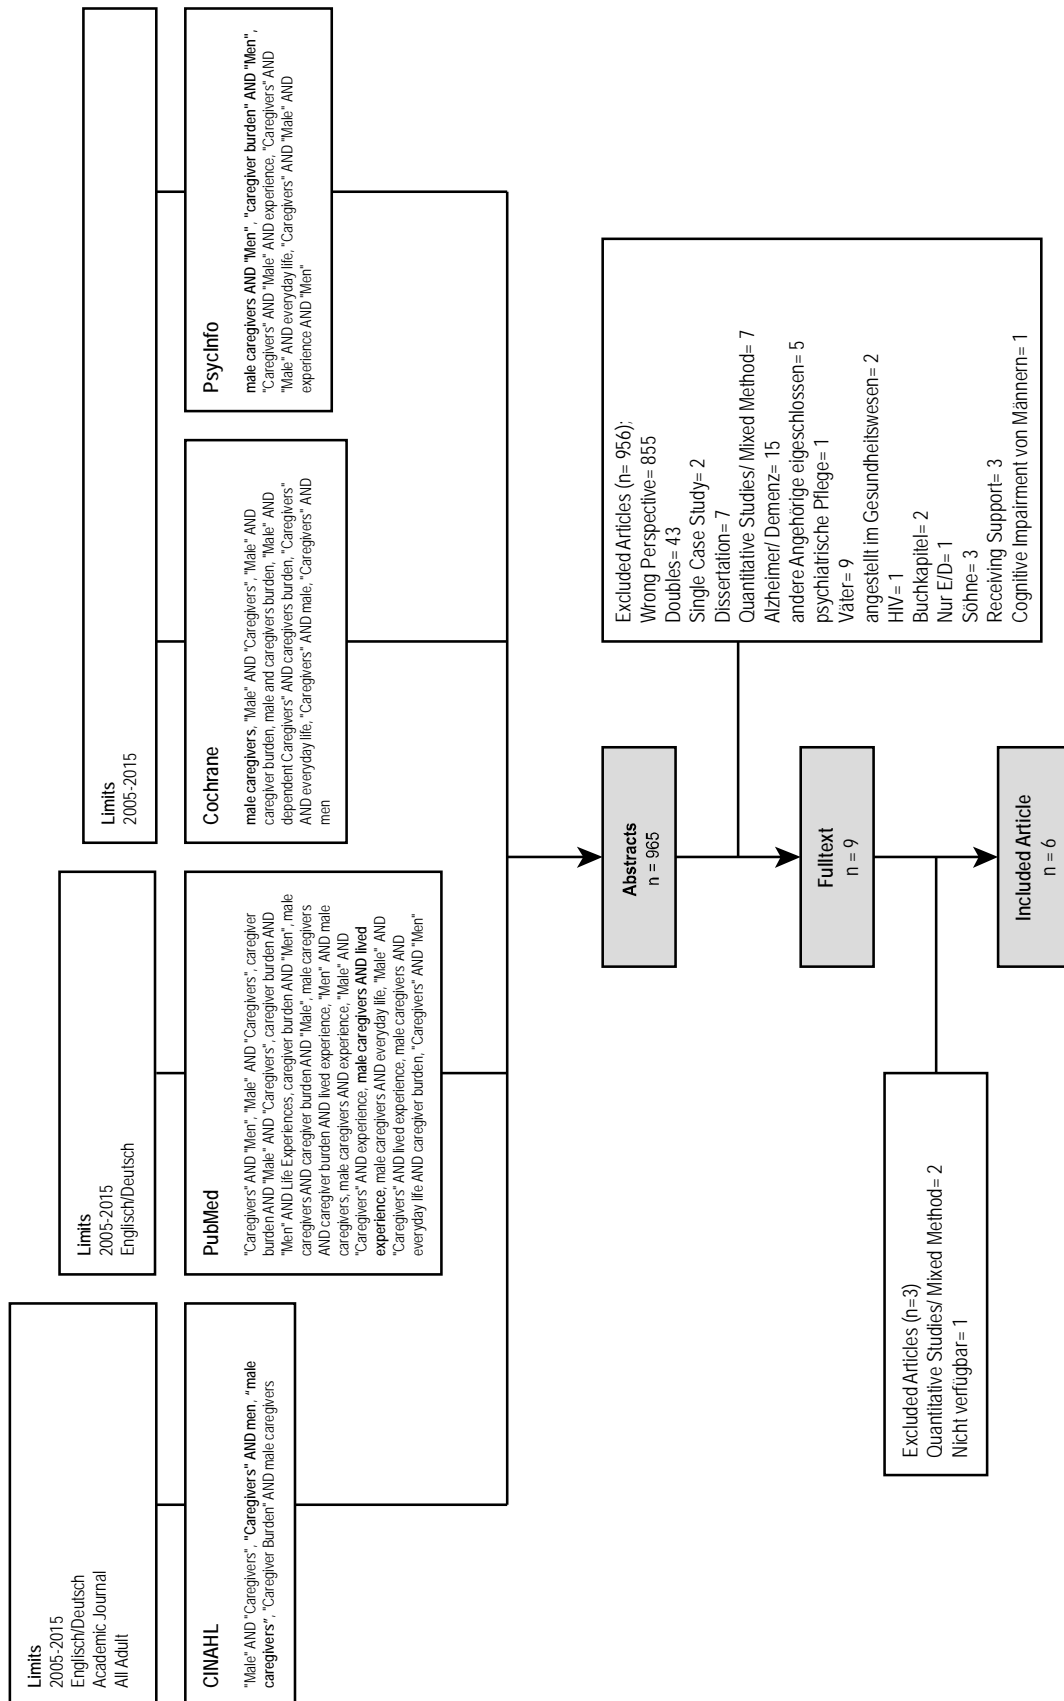 Limits
2005-2015
Englisch/Deutsch
Academic Journal
All Adult
Limits
2005-2015
Englisch/Deutsch
Limits
2005-2015
CINAHL
"Male" AND "Caregivers", "Caregivers" AND men, "male
caregivers", "Caregiver Burden" AND male caregivers
PubMed
"Caregivers" AND "Men", "Male" AND "Caregivers", caregiver
burden AND "Male" AND "Caregivers", caregiver burden AND
"Men" AND Life Experiences, caregiver burden AND "Men", male
caregivers AND caregiver burden AND "Male", male caregivers
AND caregiver burden AND lived experience, "Men" AND male
caregivers, male caregivers AND experience, "Male" AND
"Caregivers" AND experience, male caregivers AND lived
experience, male caregivers AND everyday life, "Male" AND
"Caregivers" AND lived experience, male caregivers AND
everyday life AND caregiver burden, "Caregivers" AND "Men"
Cochrane
male caregivers, "Male" AND "Caregivers", "Male" AND
caregiver burden, male and caregivers burden, "Male" AND
dependent Caregivers" AND caregivers burden, "Caregivers"
AND everyday life, "Caregivers" AND male, "Caregivers" AND
men
PsycInfo
male caregivers AND "Men", "caregiver burden" AND "Men",
"Caregivers" AND "Male" AND experience, "Caregivers" AND
"Male" AND everyday life, "Caregivers" AND "Male" AND
experience AND "Men"
Abstracts
n = 965
Excluded Articles (n= 956);
Wrong Perspective= 855
Doubles= 43
Single Case Study= 2
Dissertation= 7
Quantitative Studies/ Mixed Method= 7
Alzheimer/ Demenz= 15
andere Angehörige eigeschlossen= 5
psychiatrische Pflege= 1
Väter= 9
angestellt im Gesundheitswesen= 2
HIV= 1
Buchkapitel= 2
Nur E/D= 1
Söhne= 3
Receiving Support= 3
Cognitive Impairment von Männern= 1
Fulltext
n = 9
Excluded Articles (n=3)
Quantitative Studies/ Mixed Method= 2
Nicht verfügbar= 1
Included Article
n = 6